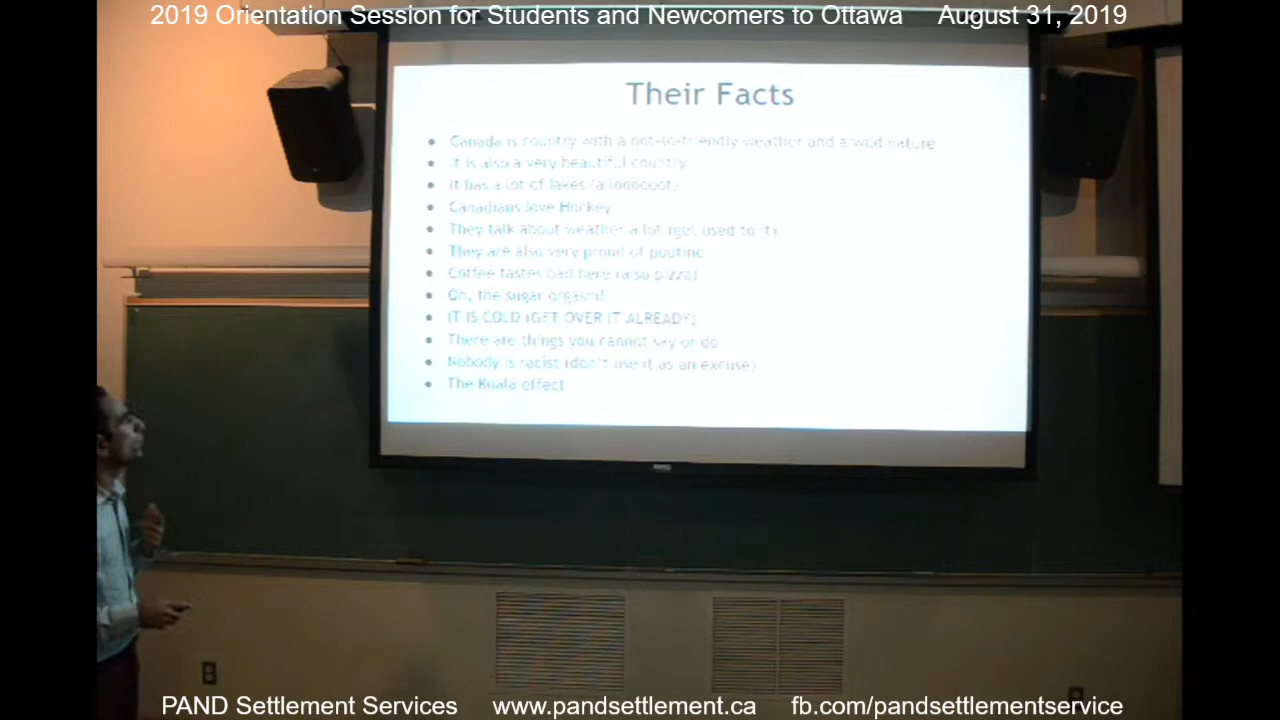 2019 Orientation Session for Students and Newcomers to Ottawa August 31, 2019
Their Facts
Canada is country with a not-so-friendly weather and a wild nature
It is also a very beautiful country
It has a lot of lakes (a looooot)
Canadians love Hockey
They talk about weather a lot (get used to it)
They are also very proud of poutine
Coffee tastes bad here (also pizza)
Oh, the sugar orgasm!
IT IS COLD (GET OVER IT ALREADY)
There are things you cannot say or do
Nobody is racist (don't use it as an excuse)
The Koala effect
PAND Settlement Services www.pandsettlement.ca fb.com/pandsettlementservice